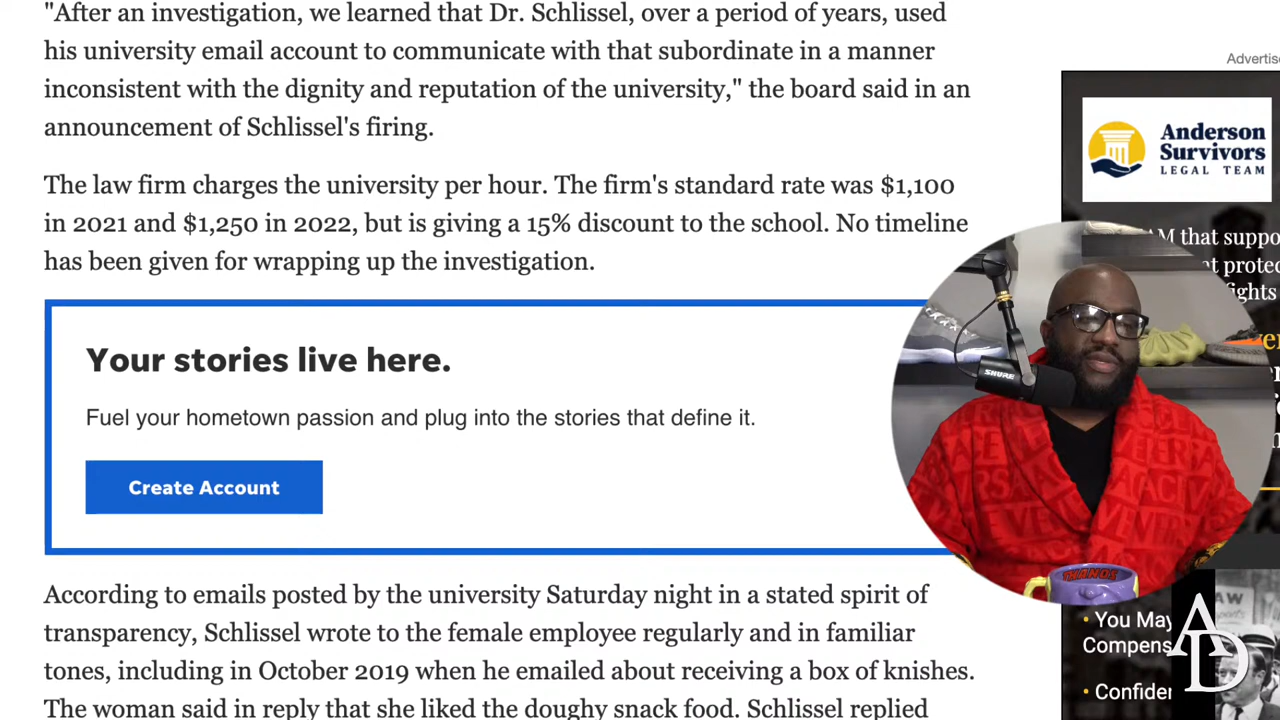 "After an investigation, we learned that Dr. Schlissel, over a period of years, used
his university email account to communicate with that subordinate in a manner
inconsistent with the dignity and reputation of the university," the board said in an
announcement of Schlissel's firing.
The law firm charges the university per hour. The firm's standard rate was $1,100
in 2021 and $1,250 in 2022, but is giving a 15% discount to the school. No timeline
has been given for wrapping up the investigation.
Your stories live here.
Fuel your hometown passion and plug into the stories that define it.
Create Account
According to emails posted by the university Saturday night in a stated spirit of
transparency, Schlissel wrote to the female employee regularly and in familiar
tones, including in October 2019 when he emailed about receiving a box of knishes.
The woman said in reply that she liked the doughy snack food. Schlissel replied
Advertise
Anderson
Survivors
LEGAL TEAM
that suppo
protec
ights
SHURE
• You May
Compens
• Confider
AD